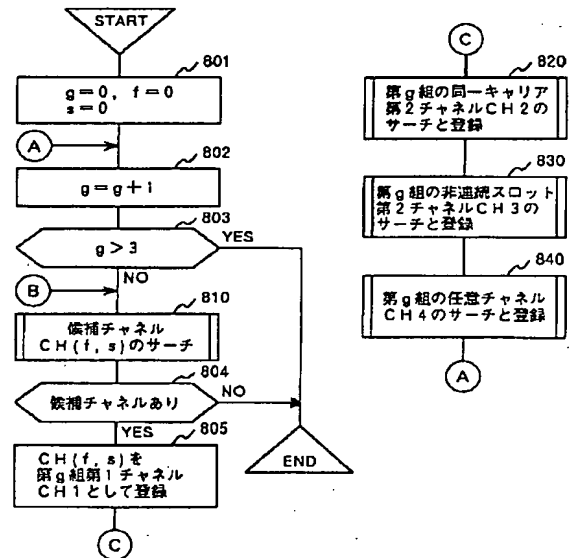 START
801
g=0, f=0
s=0
A
802
g=g+1
803
g>3
YES
NO
B
810
候補チャネル
CH(f,s)のサーチ
804
候補チャネルあり
NO
YES
805
CH(f,s)を
第g組第1チャネル
CH1として登録
END
C
C
820
第g組の同一キャリア
第2チャネルCH2の
サーチと登録
830
第g組の非連続スロット
第2チャネルCH3の
サーチと登録
840
第g組の任意チャネル
CH4のサーチと登録
A